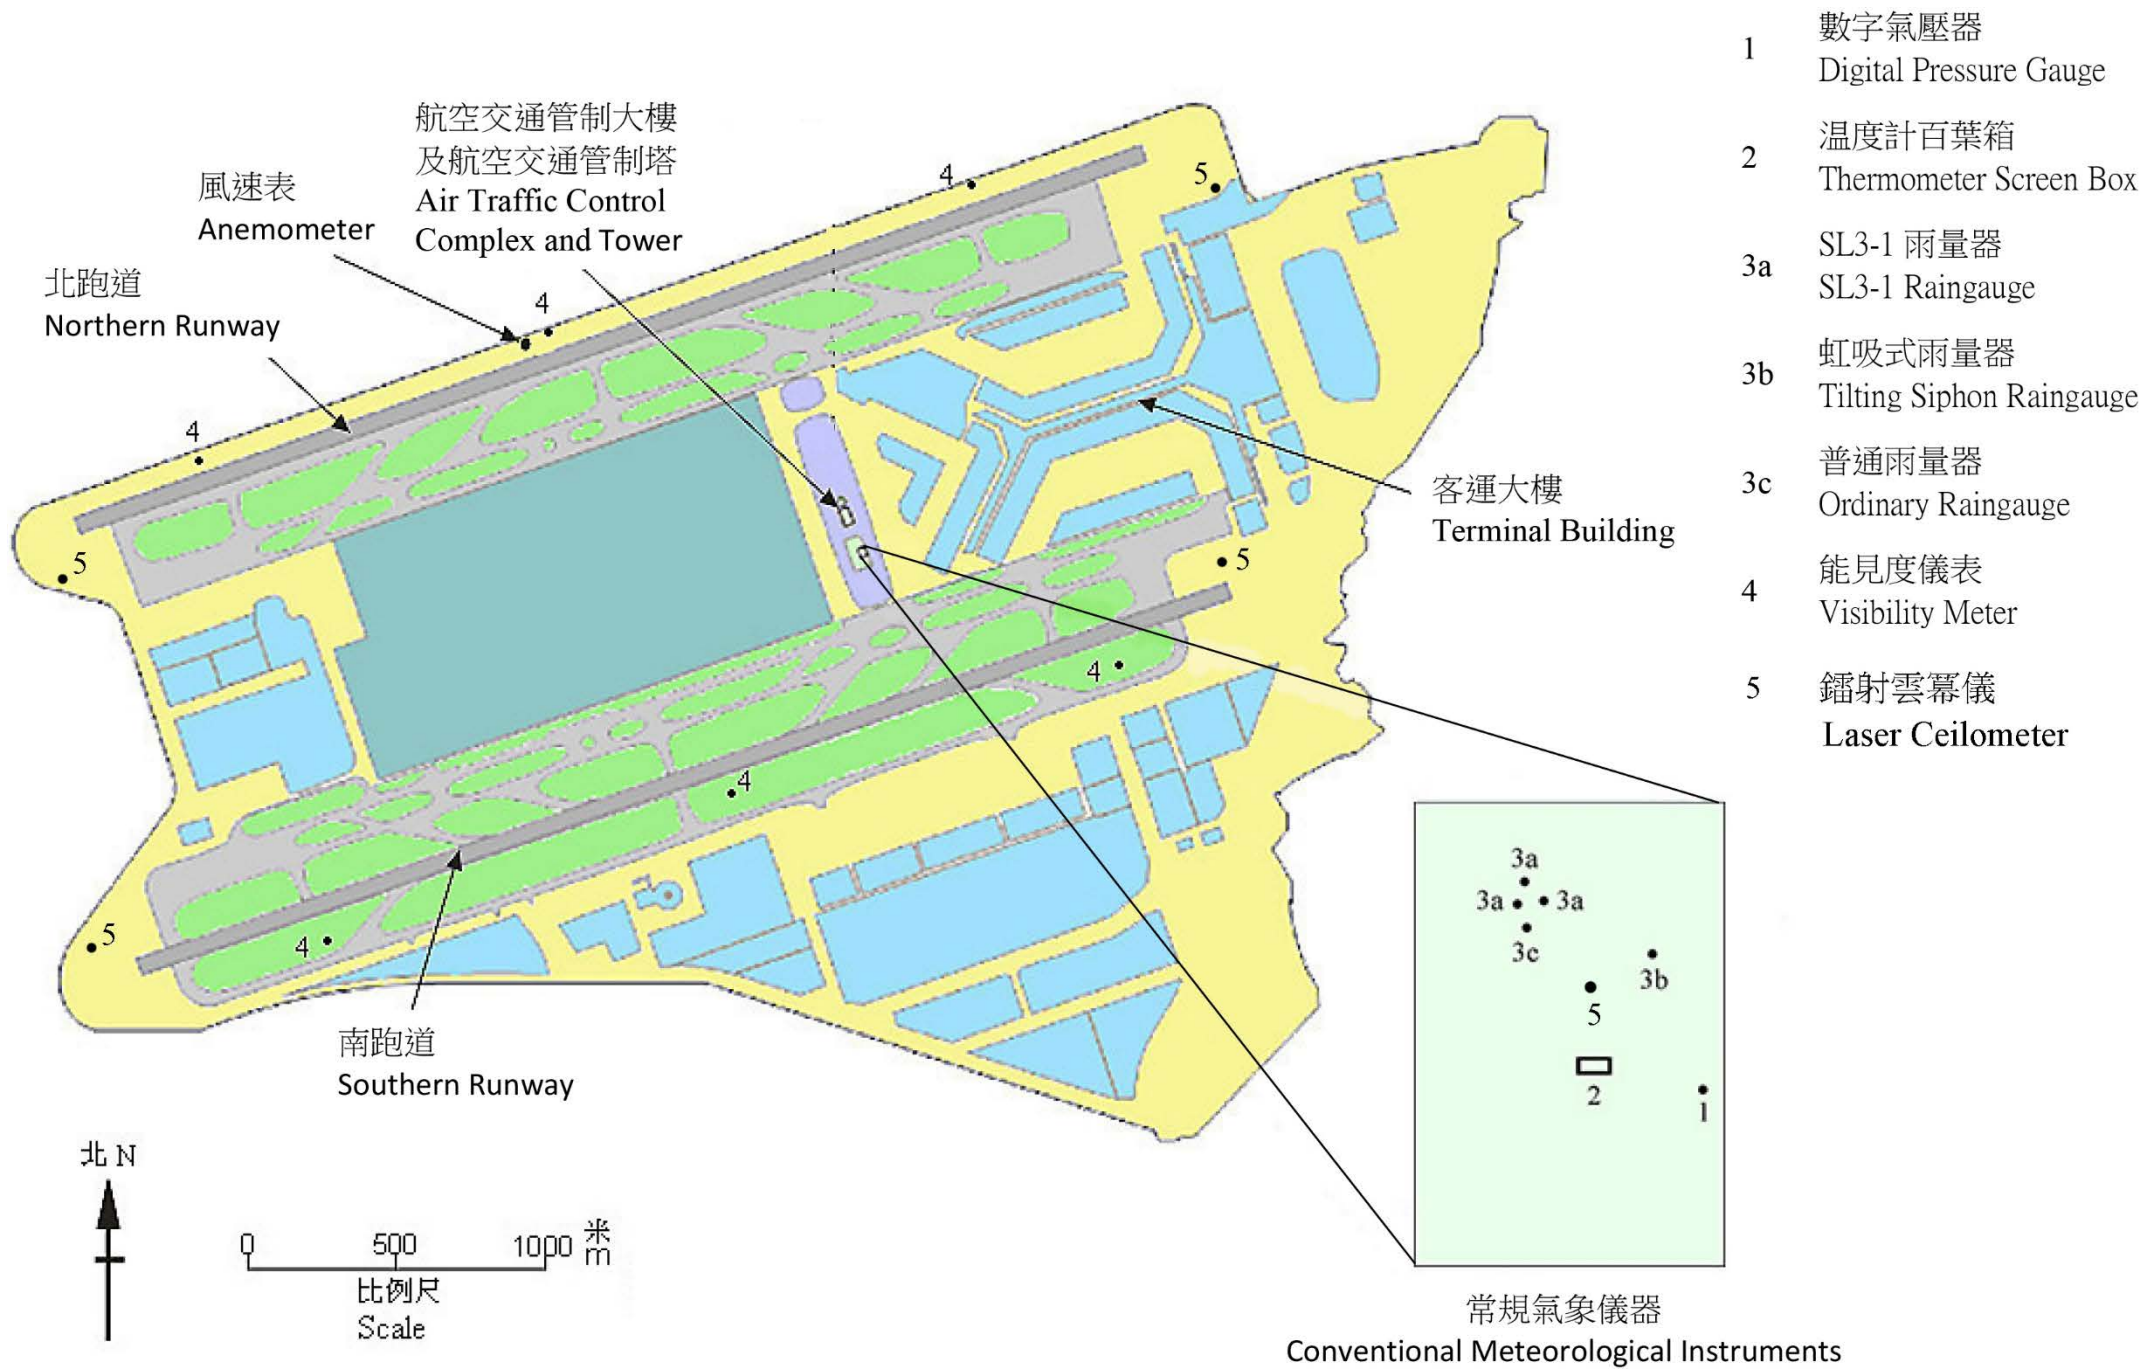 航空交通管制大樓
及航空交通管制塔
Air Traffic Control
Complex and Tower
風速表
Anemometer
北跑道
Northern Runway
4
4
4
5
5
客運大樓
Terminal Building
5
4
4
4
5
南跑道
Southern Runway
北 N
0 500 1000 米
m
比例尺
Scale
3a
3a 3a
3c
3b
5
2
1
常規氣象儀器
Conventional Meteorological Instruments
1 數字氣壓器
Digital Pressure Gauge
2 温度計百葉箱
Thermometer Screen Box
3a SL3-1 雨量器
SL3-1 Raingauge
3b 虹吸式雨量器
Tilting Siphon Raingauge
3c 普通雨量器
Ordinary Raingauge
4 能見度儀表
Visibility Meter
5 鐳射雲冪儀
Laser Ceilometer